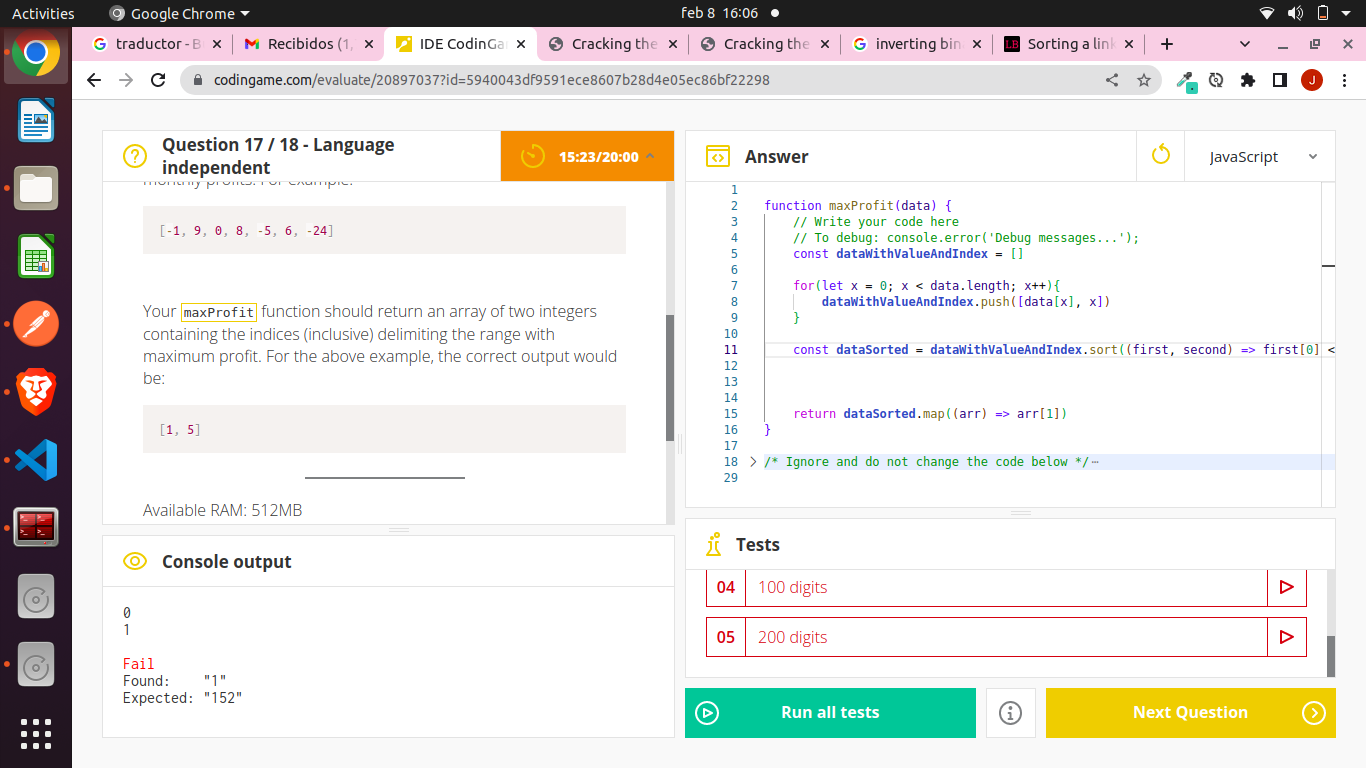 Activities
Google Chrome
feb 8 16:06
traductor - B
Recibidos (1,
IDE CodinGa
Cracking the
Cracking the
inverting bin
LB
Sorting a link
codingame.com/evaluate/20897037?id=5940043df9591ece8607b28d4e05ec86bf22298
J
Question 17 / 18 - Language
independent
15:23/20:00
monthly profits. For example:
[-1, 9, 0, 8, -5, 6, -24]
Your maxProfit function should return an array of two integers
containing the indices (inclusive) delimiting the range with
maximum profit. For the above example, the correct output would
be:
[1, 5]
Available RAM: 512MB
Console output
0
1
Fail
Found: "1"
Expected: "152"
Answer
JavaScript
1
2 function maxProfit(data) {
3 // Write your code here
4 // To debug: console.error('Debug messages...');
5 const dataWithValueAndIndex = []
6
7 for(let x = 0; x < data.length; x++){
8 dataWithValueAndIndex.push([data[x], x])
9 }
10
11 const dataSorted = dataWithValueAndIndex.sort((first, second) => first[0] <
12
13
14
15 return dataSorted.map((arr) => arr[1])
16 }
17
18 /* Ignore and do not change the code below */
29
Tests
04 100 digits
05 200 digits
Run all tests
Next Question